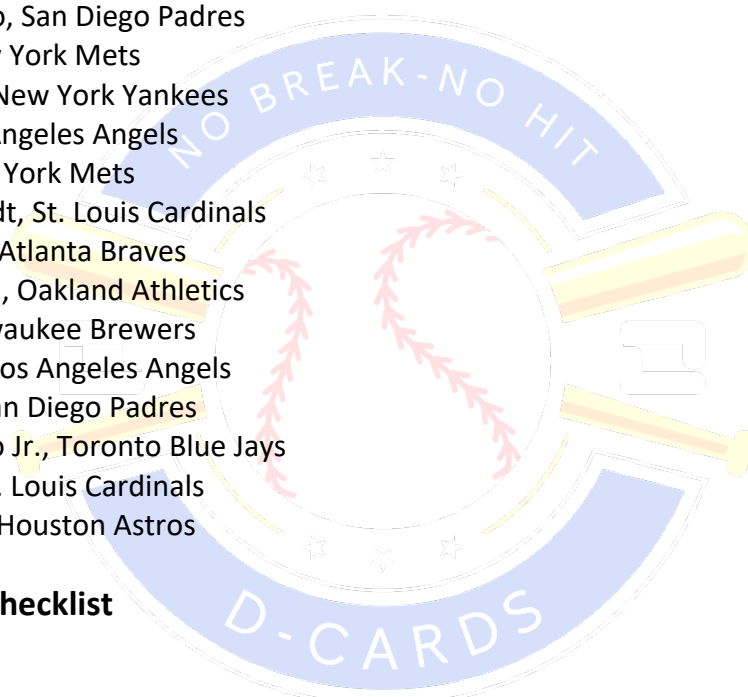 , San Diego Padres
York Mets
New York Yankees
Angeles Angels
York Mets
dt, St. Louis Cardinals
Atlanta Braves
, Oakland Athletics
waukee Brewers
os Angeles Angels
an Diego Padres
o Jr., Toronto Blue Jays
. Louis Cardinals
Houston Astros
hecklist
NO BREAK-NO HIT
D-CARDS